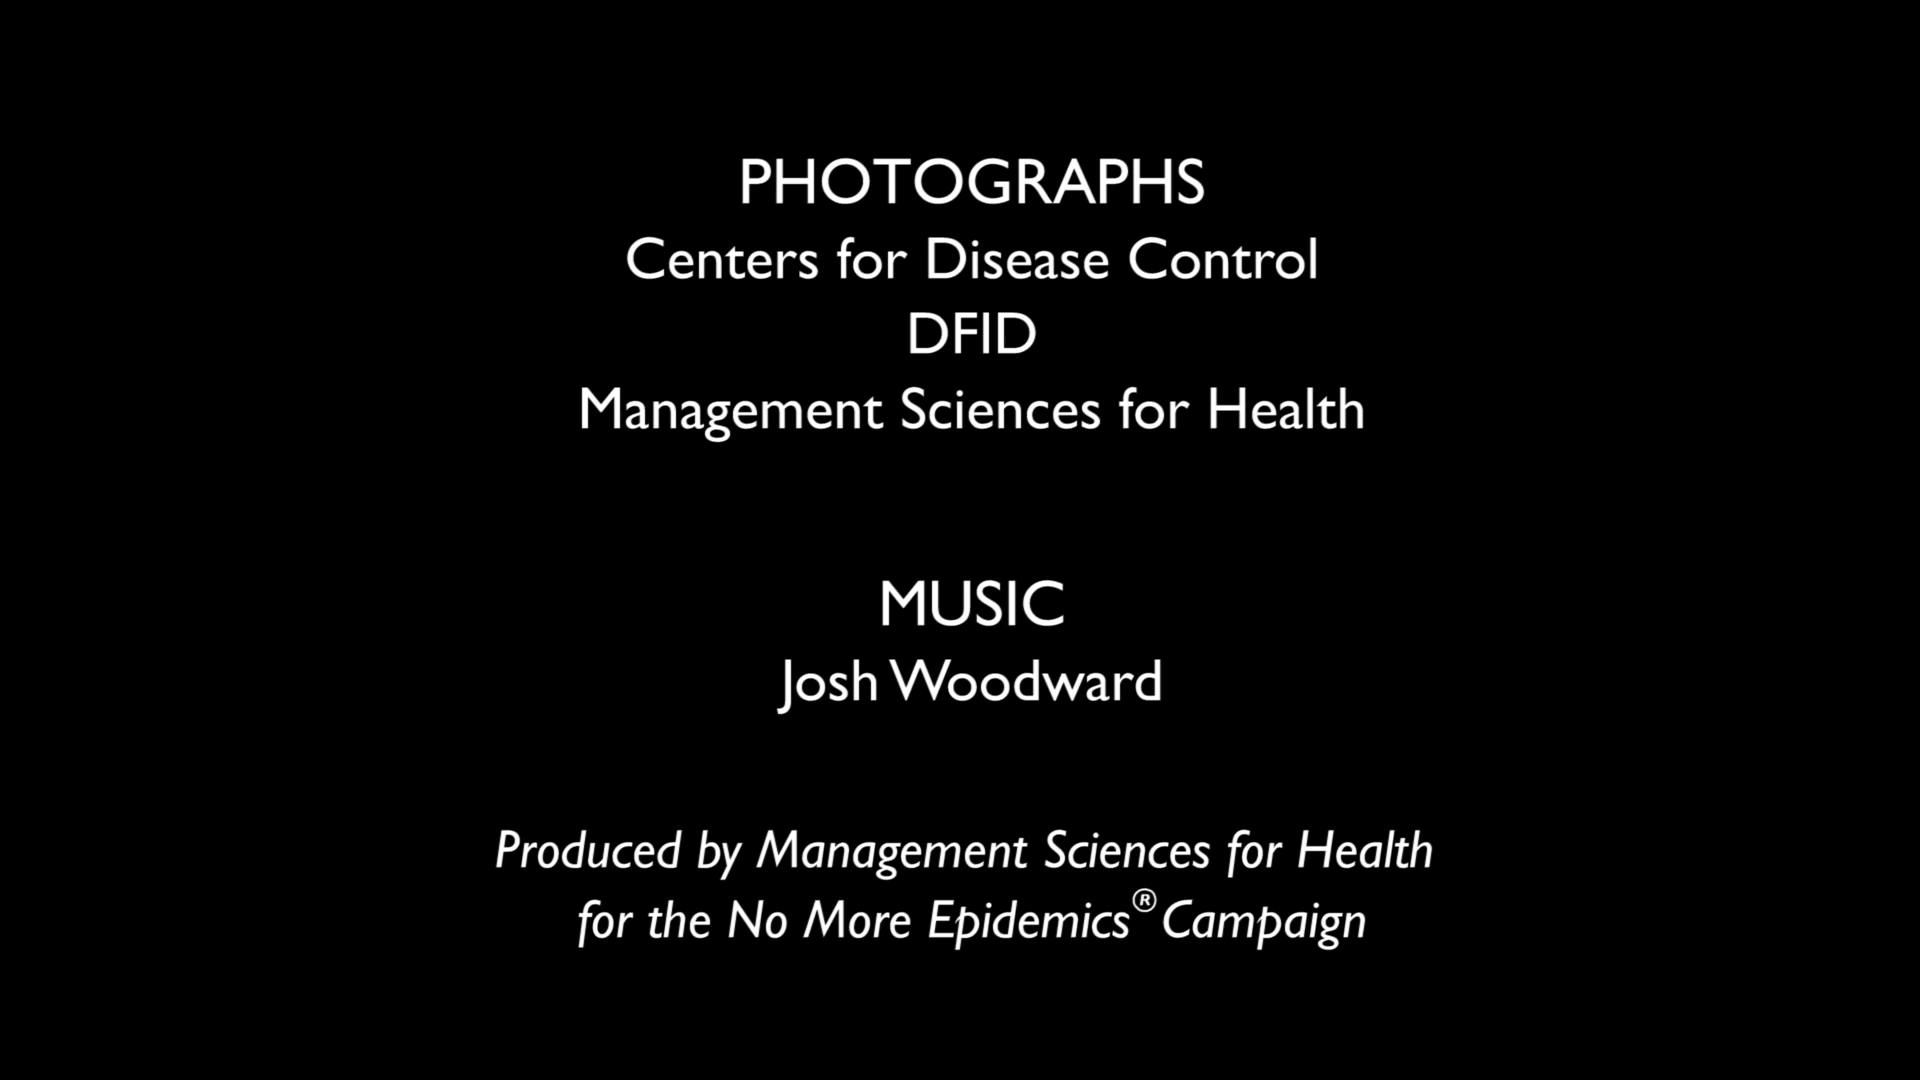 PHOTOGRAPHS
Centers for Disease Control
DFID
Management Sciences for Health
MUSIC
Josh Woodward
Produced by Management Sciences for Health
for the No More Epidemics® Campaign